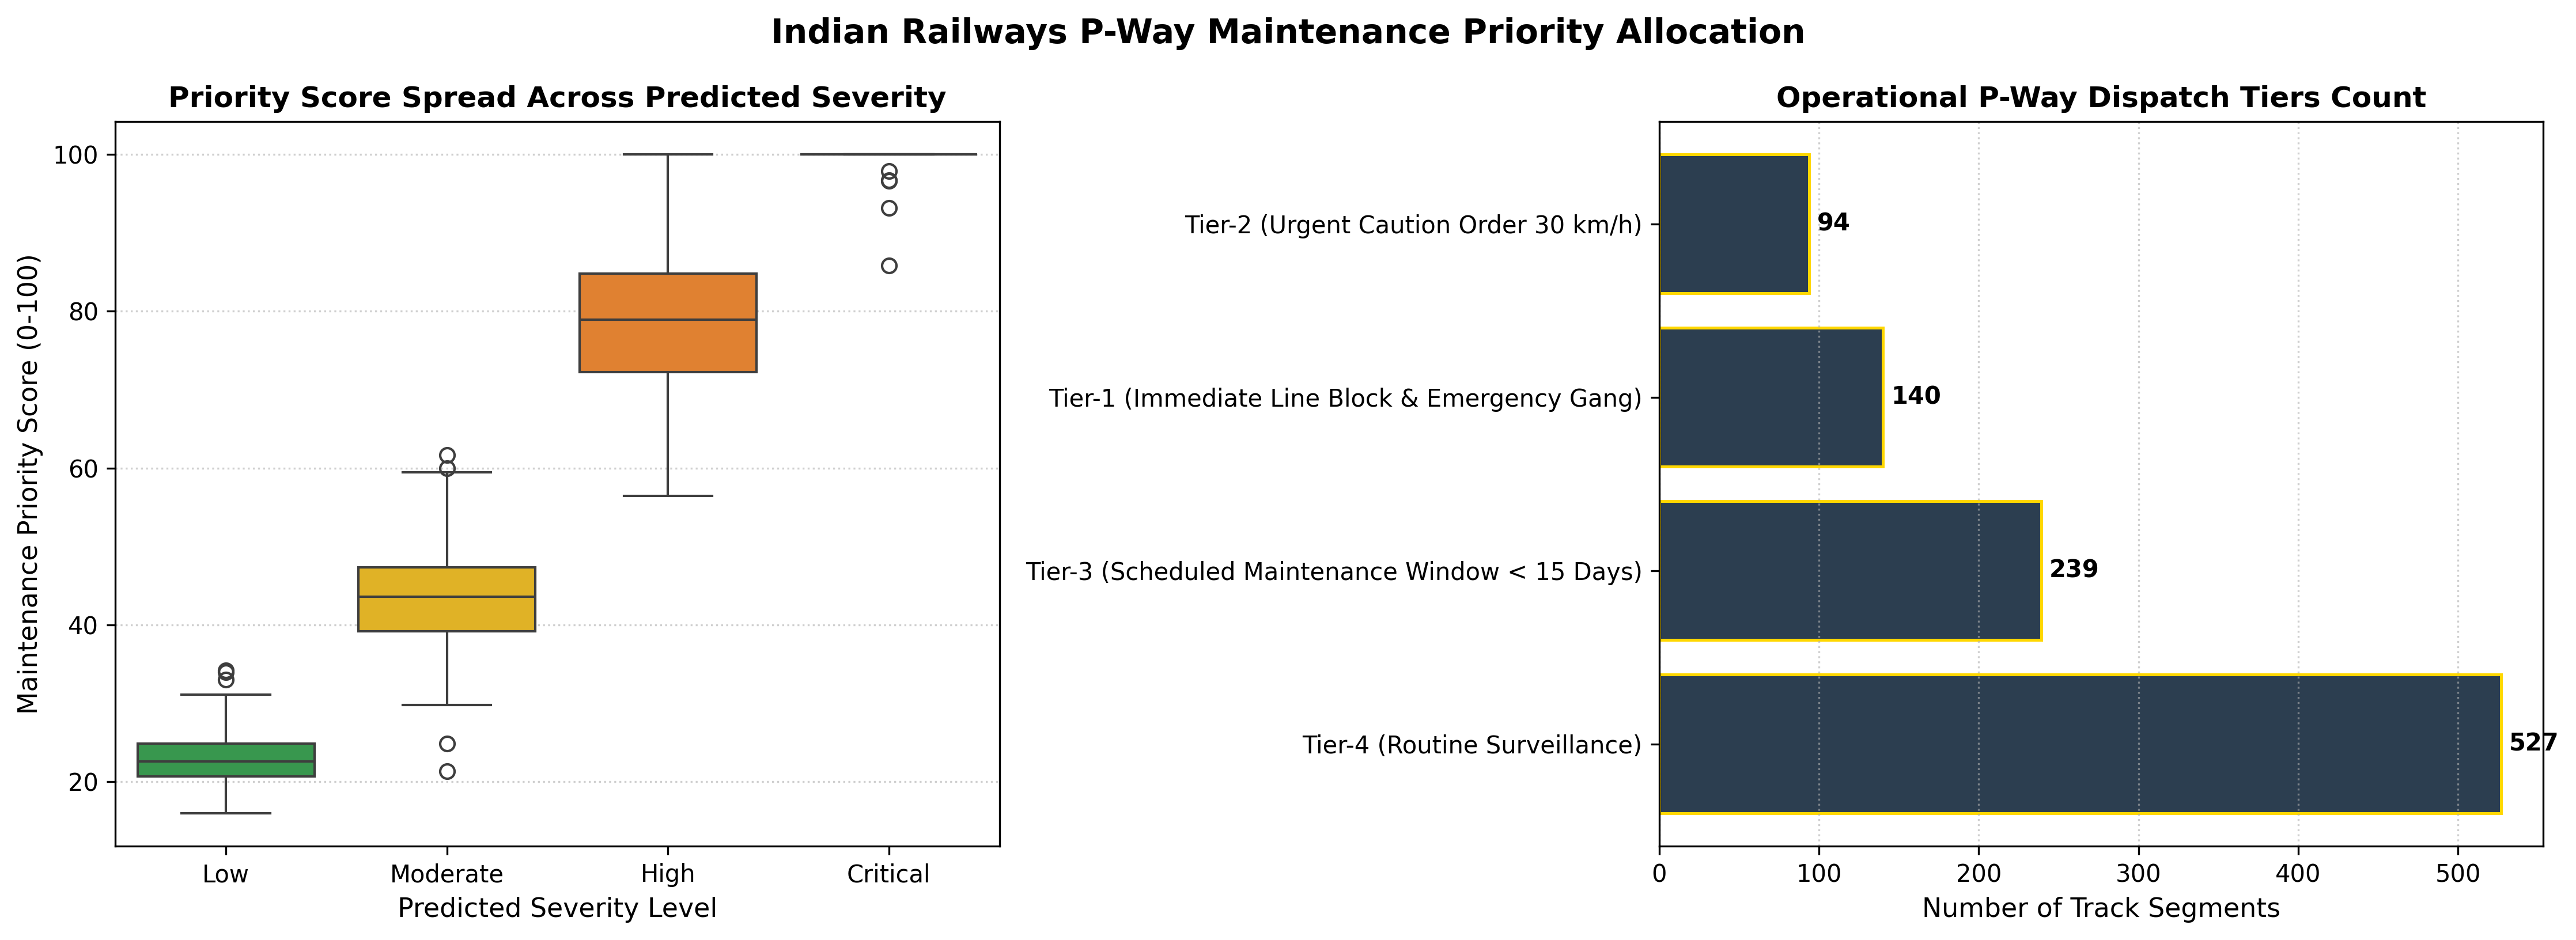 Indian Railways P-Way Maintenance Priority Allocation
Priority Score Spread Across Predicted Severity
Maintenance Priority Score (0-100)
100
80
60
40
20
Low
Moderate
High
Critical
Predicted Severity Level
Operational P-Way Dispatch Tiers Count
Tier-2 (Urgent Caution Order 30 km/h)
94
Tier-1 (Immediate Line Block & Emergency Gang)
140
Tier-3 (Scheduled Maintenance Window < 15 Days)
239
Tier-4 (Routine Surveillance)
527
0
100
200
300
400
500
Number of Track Segments